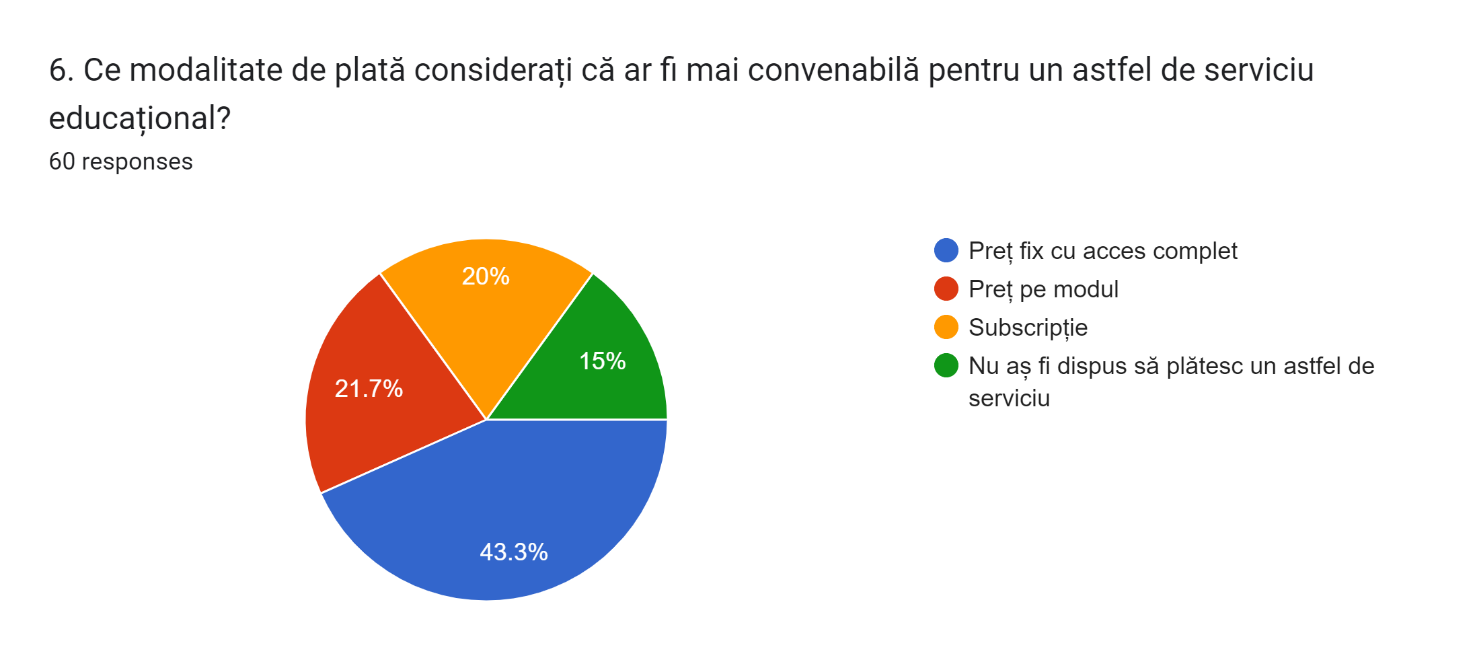 6. Ce modalitate de plată considerați că ar fi mai convenabilă pentru un astfel de serviciu
educațional?
60 responses
20%
15%
21.7%
43.3%
Preț fix cu acces complet
Preț pe modul
Subscripție
Nu aș fi dispus să plătesc un astfel de
serviciu